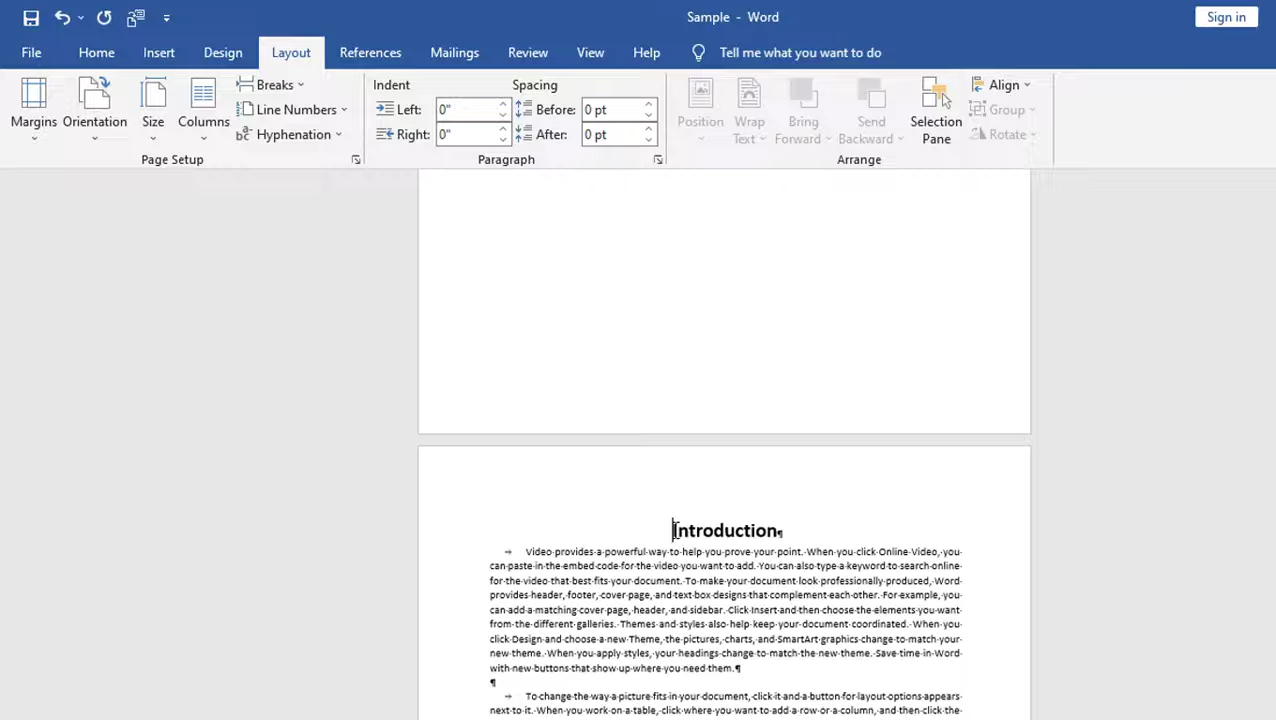 Sample - Word
Sign in
File Home Insert Design Layout References Mailings Review View Help Tell me what you want to do
Margins Orientation Size Columns
Breaks
Line Numbers
Hyphenation
Page Setup
Indent Spacing
Left: 0" Before: 0 pt
Right: 0" After: 0 pt
Paragraph
Position Wrap Text Bring Forward Send Backward Selection Pane
Align
Group
Rotate
Arrange
Introduction¶
→ Video·provides·a·powerful·way·to·help·you·prove·your·point.·When·you·click·Online·Video,·you·
can·paste·in·the·embed·code·for·the·video·you·want·to·add.·You·can·also·type·a·keyword·to·search·online·
for·the·video·that·best·fits·your·document.·To·make·your·document·look·professionally·produced,·Word·
provides·header,·footer,·cover·page,·and·text·box·designs·that·complement·each·other.·For·example,·you·
can·add·a·matching·cover·page,·header,·and·sidebar.·Click·Insert·and·then·choose·the·elements·you·want·
from·the·different·galleries.·Themes·and·styles·also·help·keep·your·document·coordinated.·When·you·
click·Design·and·choose·a·new·Theme,·the·pictures,·charts,·and·SmartArt·graphics·change·to·match·your·
new·theme.·When·you·apply·styles,·your·headings·change·to·match·the·new·theme.·Save·time·in·Word·
with·new·buttons·that·show·up·where·you·need·them.¶
¶
→ To·change·the·way·a·picture·fits·in·your·document,·click·it·and·a·button·for·layout·options·appears·
next·to·it.·When·you·work·on·a·table,·click·where·you·want·to·add·a·row·or·a·column,·and·then·click·the·